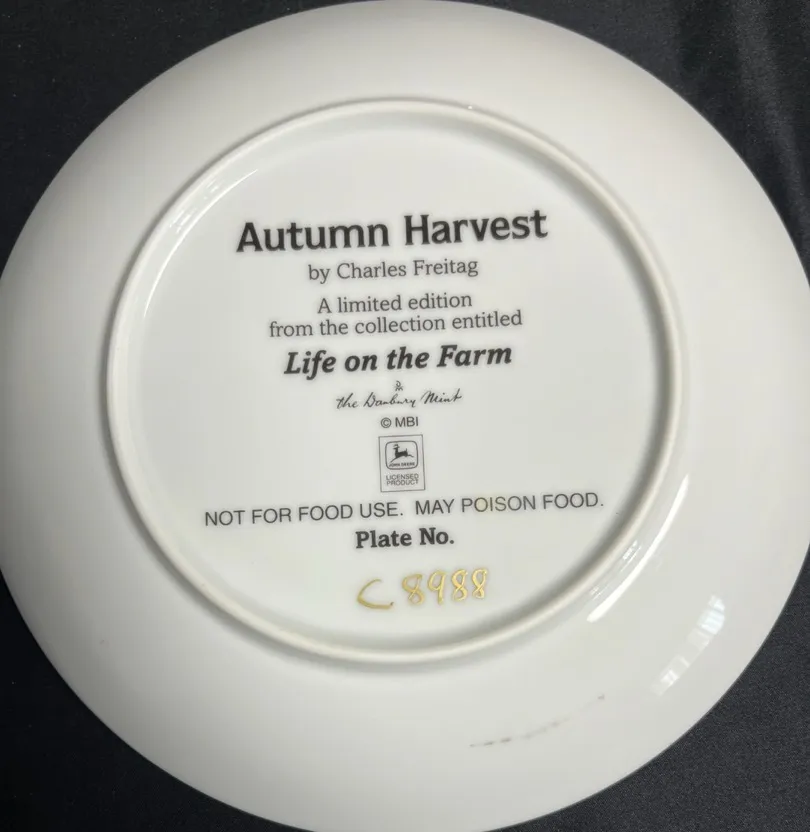 Autumn Harvest
by Charles Freitag
A limited edition
from the collection entitled
Life on the Farm
the Danbury Mint
© MBI
JOHN DEERE
LICENSED
PRODUCT
NOT FOR FOOD USE. MAY POISON FOOD.
Plate No.
C 8988